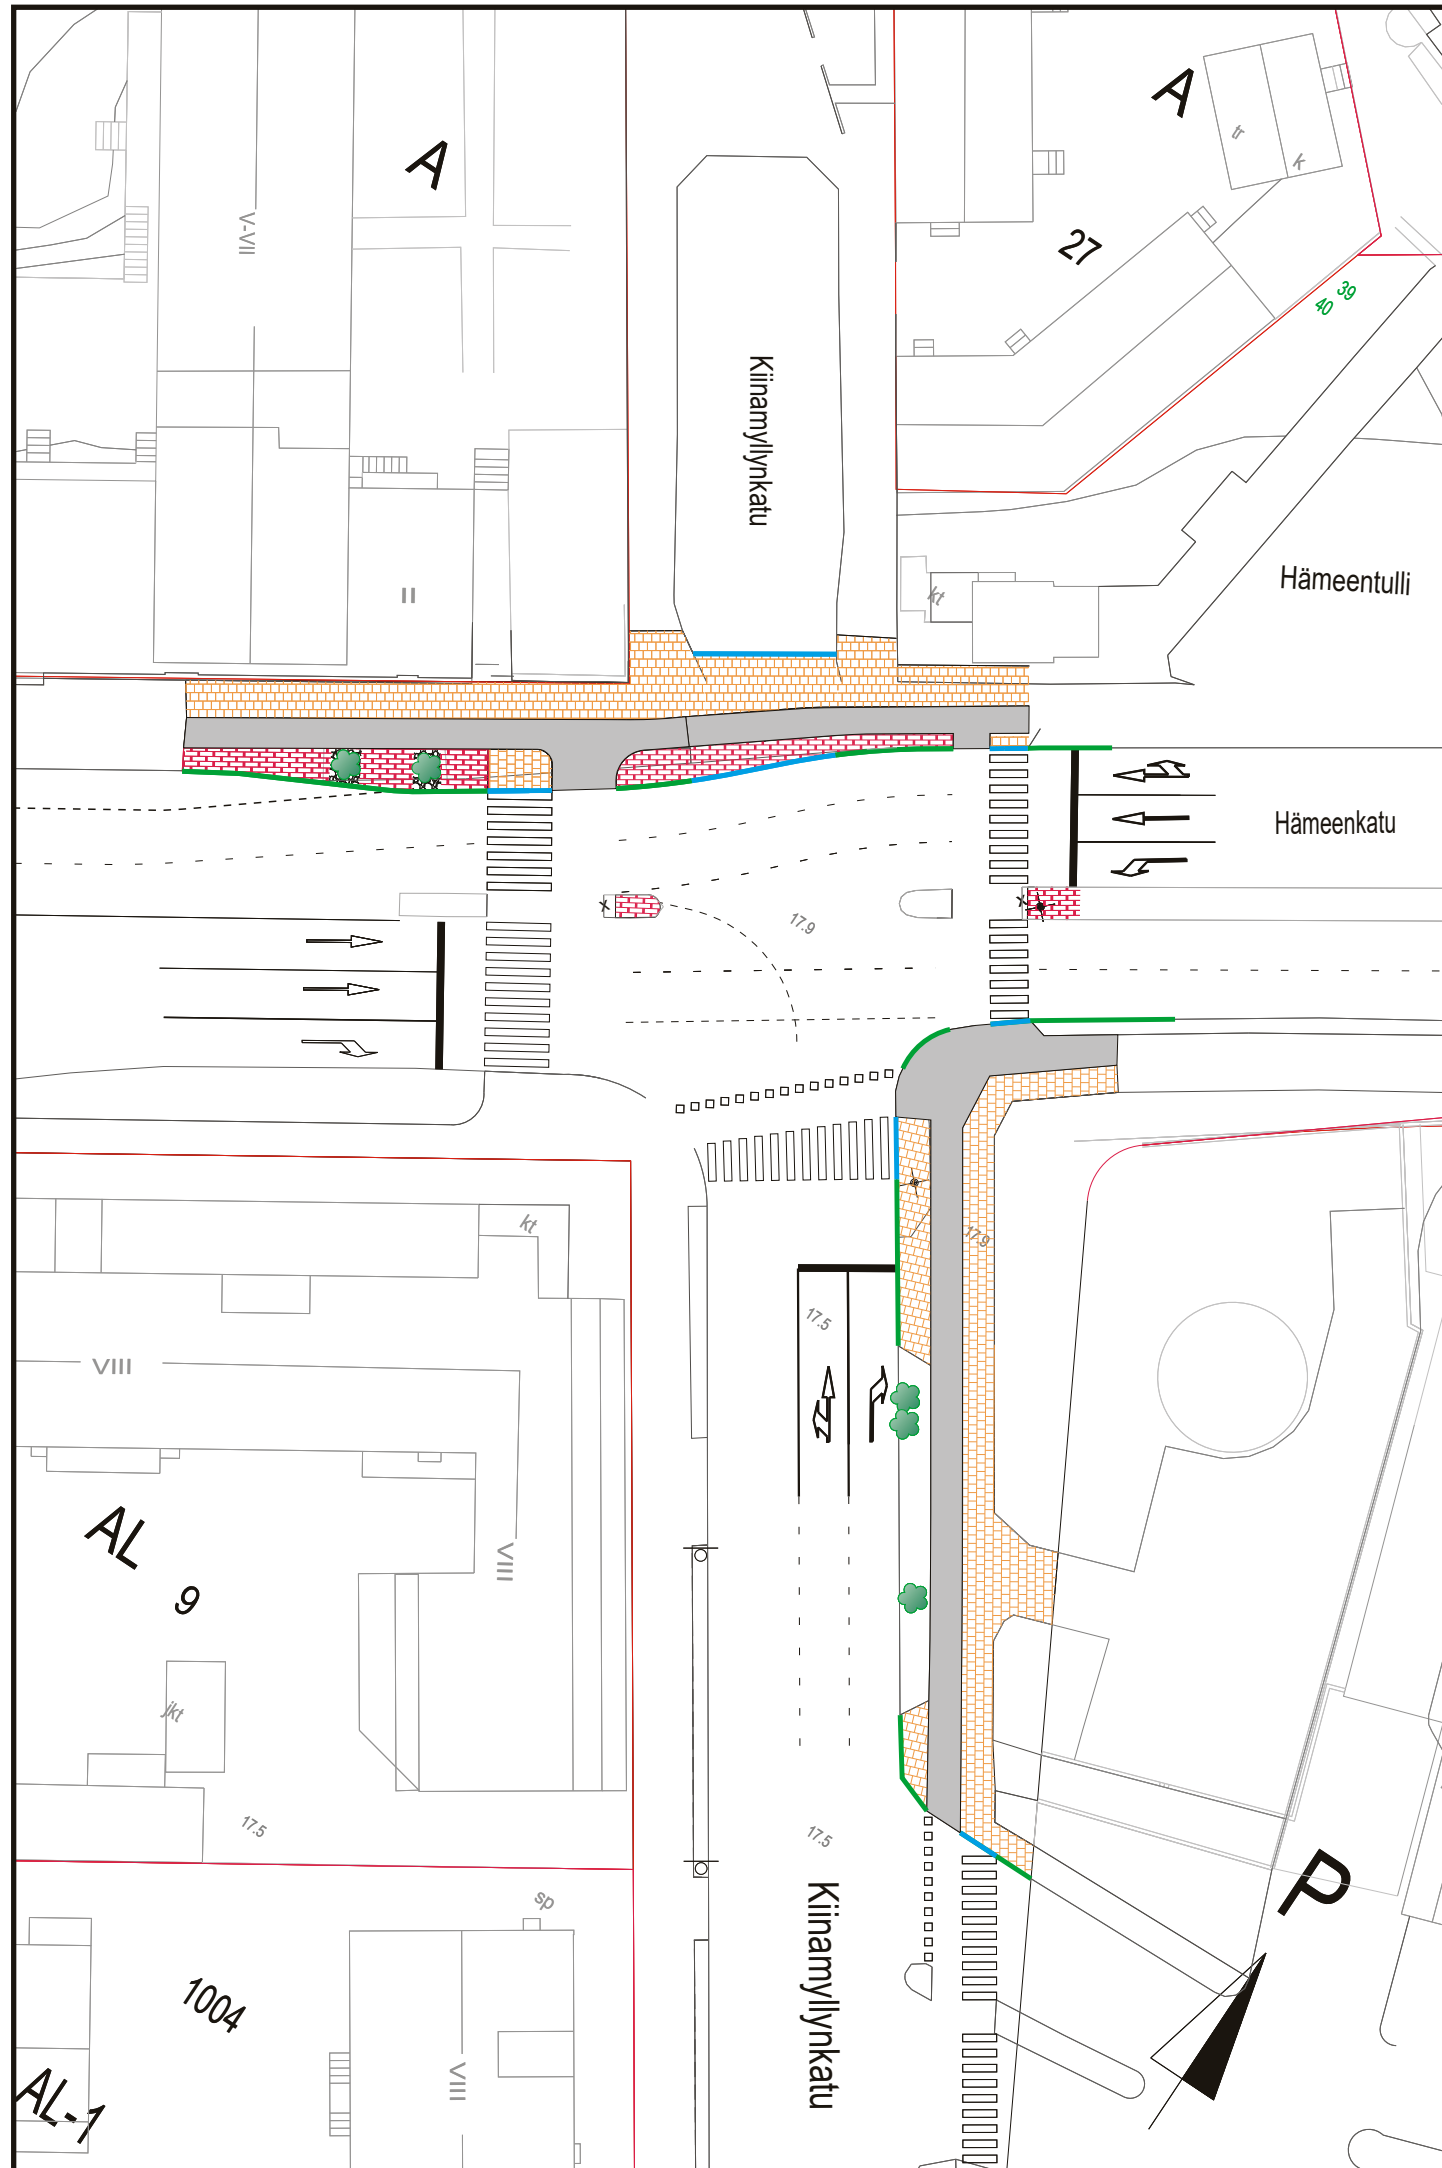 A
A
tr
k
V-VII
27
39
40
Kiinamyllynkatu
II
kt
Hämeentulli
Hämeenkatu
x
x
17.9
kt
17.9
17.5
VIII
VIII
AL
9
jkt
17.5
17.5
Kiinamyllynkatu
P
sp
1004
VIII
AL-1